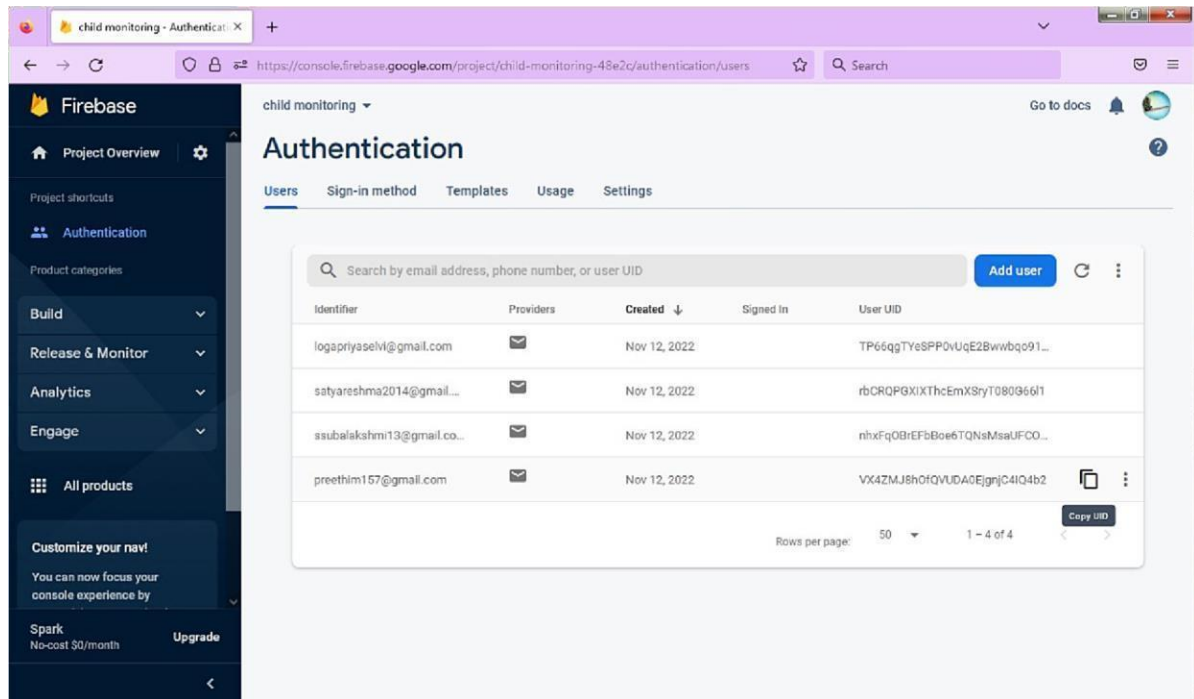 child monitoring - Authenticati
https://console.firebase.google.com/project/child-monitoring-48e2c/authentication/users
Search
Firebase
Project Overview
Project shortcuts
Authentication
Product categories
Build
Release & Monitor
Analytics
Engage
All products
Customize your nav!
You can now focus your
console experience by
Spark
No-cost $0/month
Upgrade
child monitoring
Go to docs
Authentication
Users Sign-in method Templates Usage Settings
Search by email address, phone number, or user UID
Add user
Identifier Providers Created Signed In User UID
logapriyaselvi@gmail.com Nov 12, 2022 TP66qgTYeSPP0vUqE2Bwwbqo91...
satyareshma2014@gmail.... Nov 12, 2022 rbCRQPGXIXThcEmXSryT080G66l1
ssubalakshmi13@gmail.co... Nov 12, 2022 nhxFqOBrEFbBoe6TQNsMsaUFCO...
preethim157@gmail.com Nov 12, 2022 VX4ZMJ8hOfQVUDA0EjgnjC4IQ4b2
Copy UID
Rows per page: 50 1 – 4 of 4